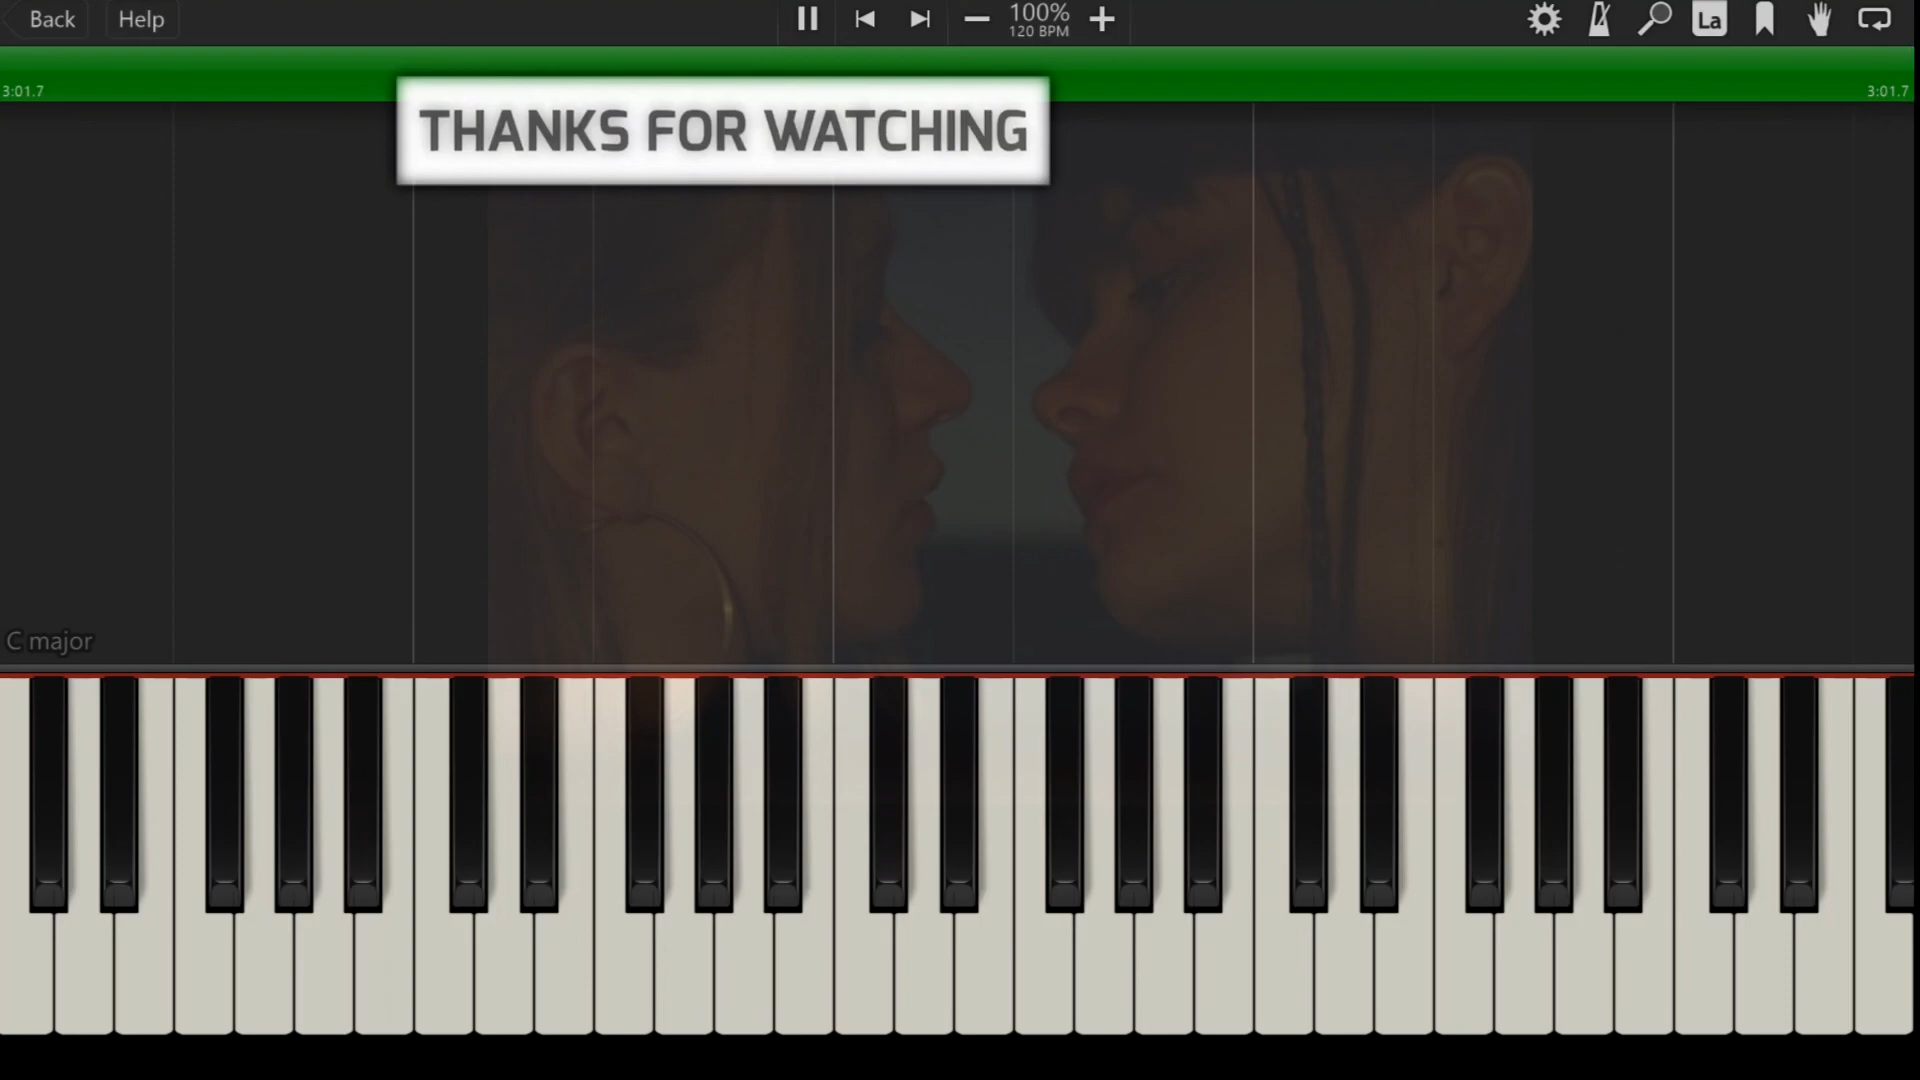 Back Help 100% La
120 BPM
3:01.7 3:01.7
THANKS FOR WATCHING
C major